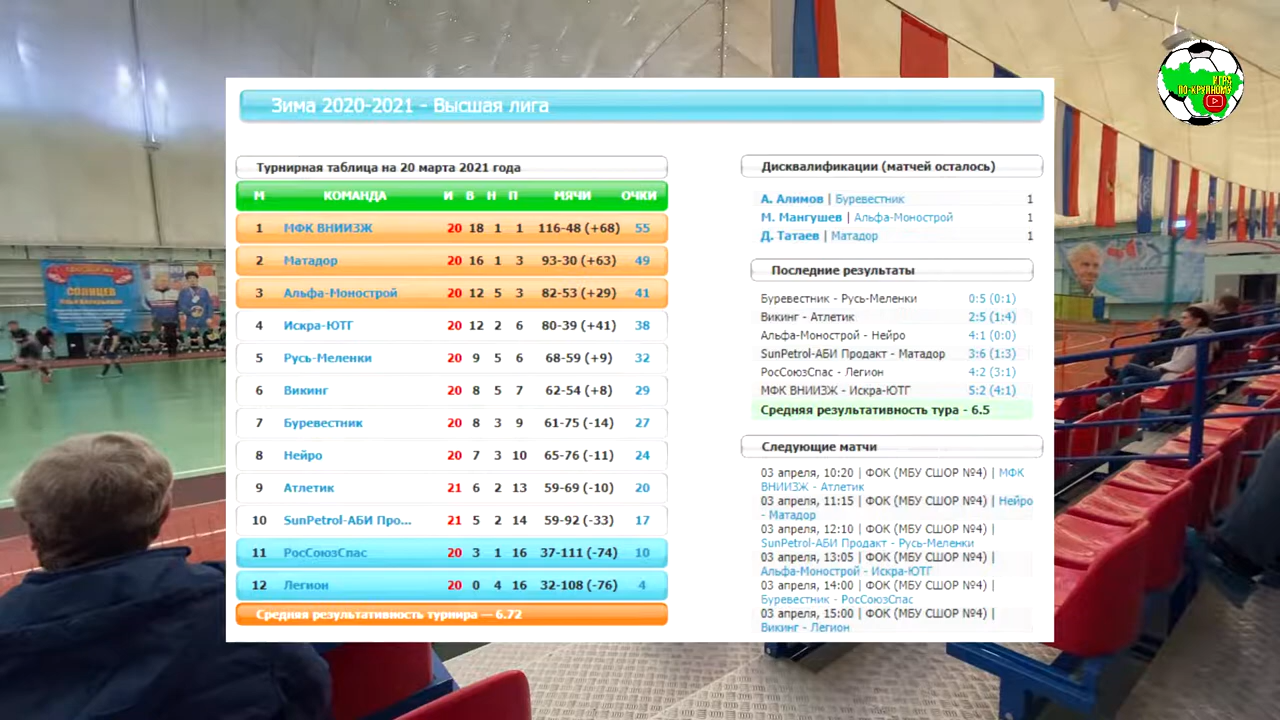 Зима 2020-2021 - Высшая лига
Турнирная таблица на 20 марта 2021 года
М КОМАНДА И В Н П МЯЧИ ОЧКИ
1 МФК ВНИИЗЖ 20 18 1 1 116-48 (+68) 55
2 Матадор 20 16 1 3 93-30 (+63) 49
3 Альфа-Монострой 20 12 5 3 82-53 (+29) 41
4 Искра-ЮТГ 20 12 2 6 80-39 (+41) 38
5 Русь-Меленки 20 9 5 6 68-59 (+9) 32
6 Викинг 20 8 5 7 62-54 (+8) 29
7 Буревестник 20 8 3 9 61-75 (-14) 27
8 Нейро 20 7 3 10 65-76 (-11) 24
9 Атлетик 21 6 2 13 59-69 (-10) 20
10 SunPetrol-АБИ Про... 21 5 2 14 59-92 (-33) 17
11 РосСоюзСпас 20 3 1 16 37-111 (-74) 10
12 Легион 20 0 4 16 32-108 (-76) 4
Средняя результативность турнира — 6.72
Дисквалификации (матчей осталось)
А. Алимов | Буревестник 1
М. Мангушев | Альфа-Монострой 1
Д. Татаев | Матадор 1
Последние результаты
Буревестник - Русь-Меленки 0:5 (0:1)
Викинг - Атлетик 2:5 (1:4)
Альфа-Монострой - Нейро 4:1 (0:0)
SunPetrol-АБИ Продакт - Матадор 3:6 (1:3)
РосСоюзСпас - Легион 4:2 (3:1)
МФК ВНИИЗЖ - Искра-ЮТГ 5:2 (4:1)
Средняя результативность тура - 6.5
Следующие матчи
03 апреля, 10:20 | ФОК (МБУ СШОР №4) | МФК
ВНИИЗЖ - Атлетик
03 апреля, 11:15 | ФОК (МБУ СШОР №4) | Нейро
- Матадор
03 апреля, 12:10 | ФОК (МБУ СШОР №4) |
SunPetrol-АБИ Продакт - Русь-Меленки
03 апреля, 13:05 | ФОК (МБУ СШОР №4) |
Альфа-Монострой - Искра-ЮТГ
03 апреля, 14:00 | ФОК (МБУ СШОР №4) |
Буревестник - РосСоюзСпас
03 апреля, 15:00 | ФОК (МБУ СШОР №4) |
Викинг - Легион
ИГРА
ПО-КРУПНОМУ
СОЛНЦЕВ